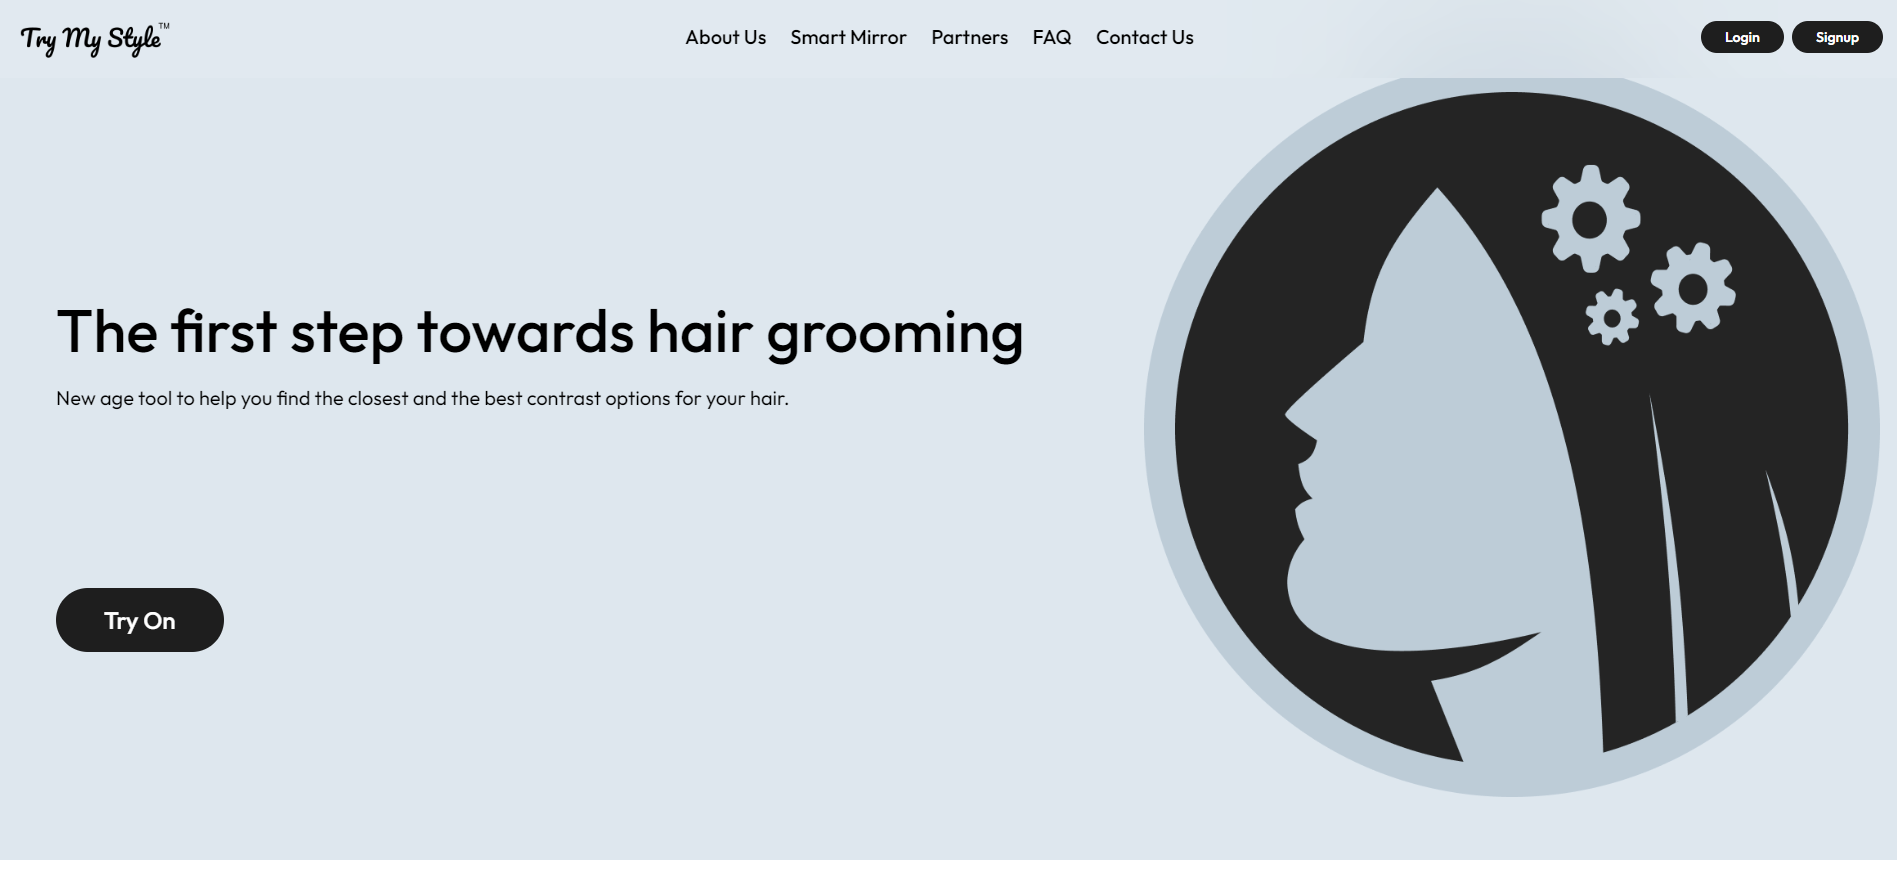 Try My Style™
About Us Smart Mirror Partners FAQ Contact Us
Login Signup
The first step towards hair grooming
New age tool to help you find the closest and the best contrast options for your hair.
Try On